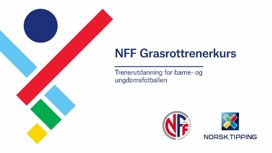 NFF Grasrottrenerkurs
Trenerutdanning for barne- og
ungdomsfotballen
NFF
NORSK TIPPING